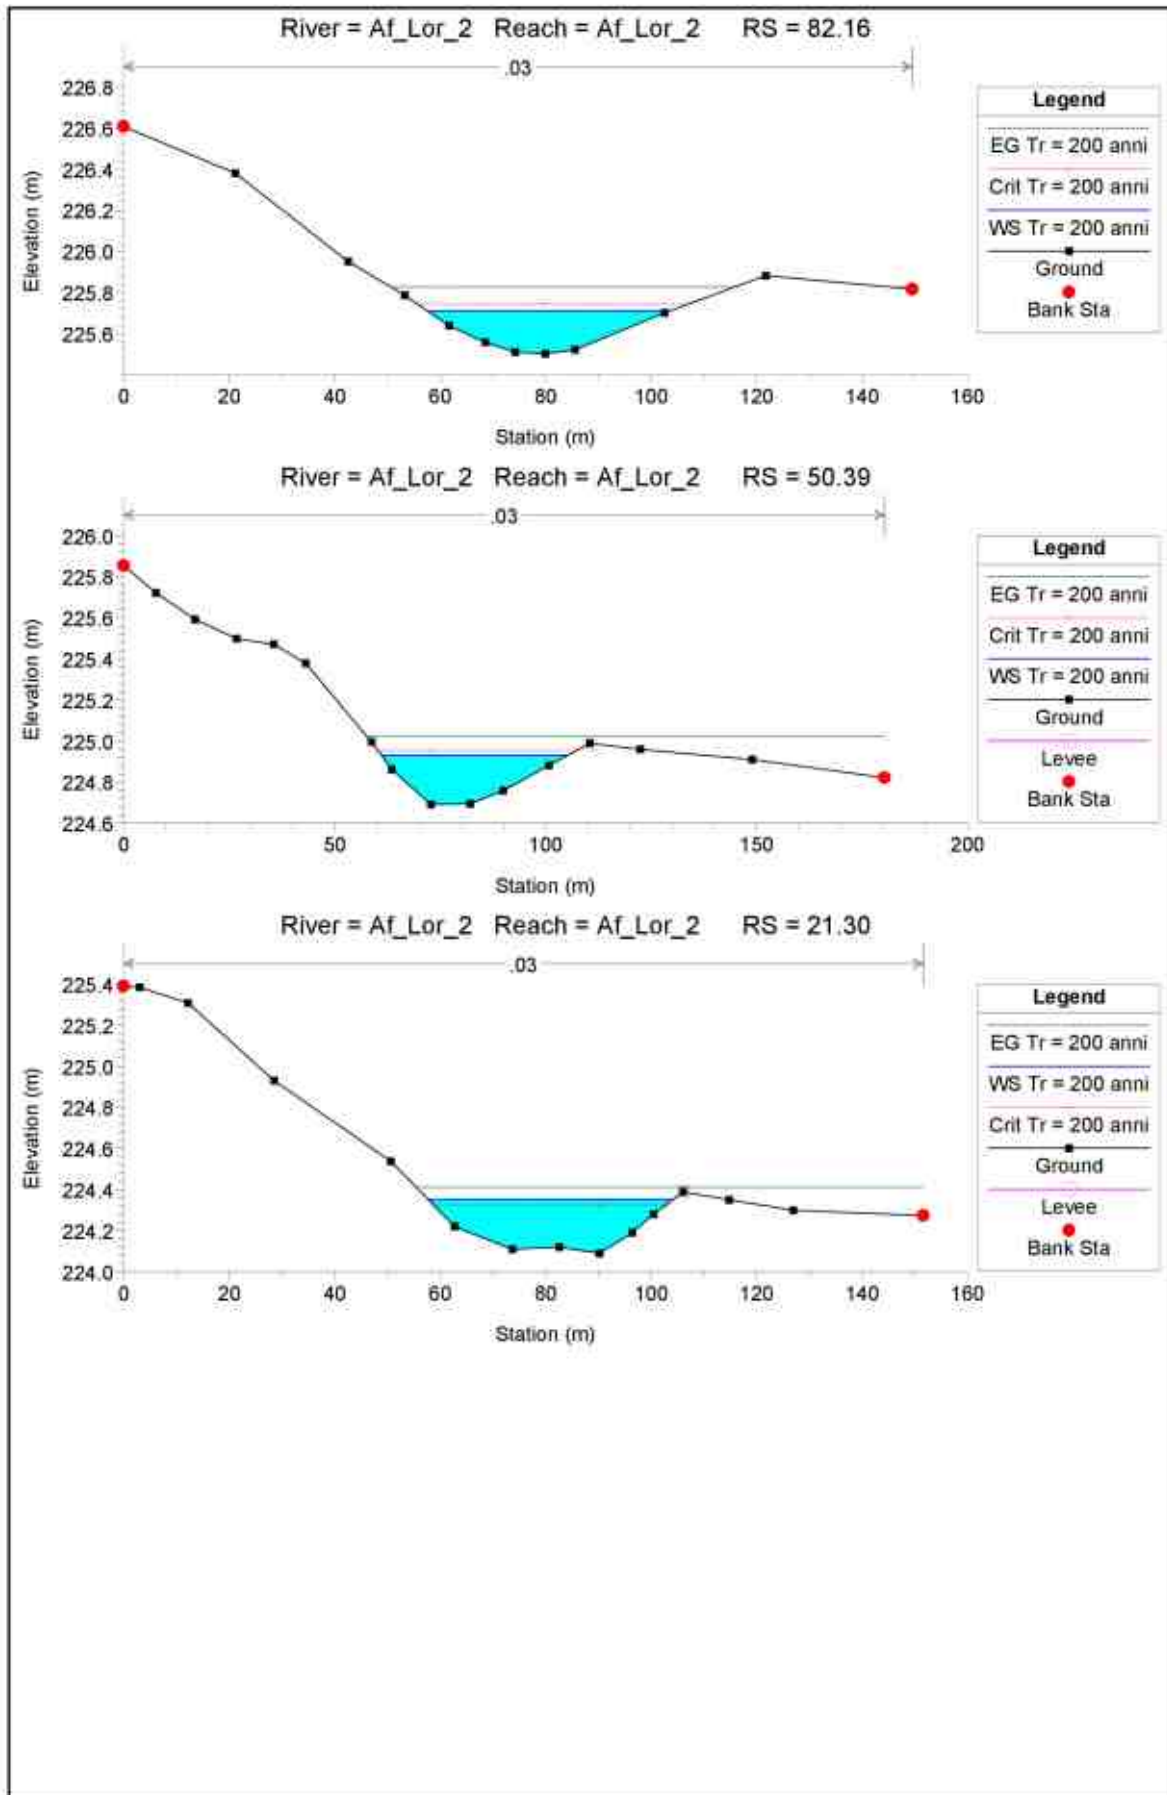 River = Af_Lor_2 Reach = Af_Lor_2 RS = 82.16
.03
226.8
226.6
226.4
226.2
226.0
225.8
225.6
Elevation (m)
0 20 40 60 80 100 120 140 160
Station (m)
Legend
EG Tr = 200 anni
Crit Tr = 200 anni
WS Tr = 200 anni
Ground
Bank Sta
River = Af_Lor_2 Reach = Af_Lor_2 RS = 50.39
.03
226.0
225.8
225.6
225.4
225.2
225.0
224.8
224.6
Elevation (m)
0 50 100 150 200
Station (m)
Legend
EG Tr = 200 anni
Crit Tr = 200 anni
WS Tr = 200 anni
Ground
Levee
Bank Sta
River = Af_Lor_2 Reach = Af_Lor_2 RS = 21.30
.03
225.4
225.2
225.0
224.8
224.6
224.4
224.2
224.0
Elevation (m)
0 20 40 60 80 100 120 140 160
Station (m)
Legend
EG Tr = 200 anni
WS Tr = 200 anni
Crit Tr = 200 anni
Ground
Levee
Bank Sta